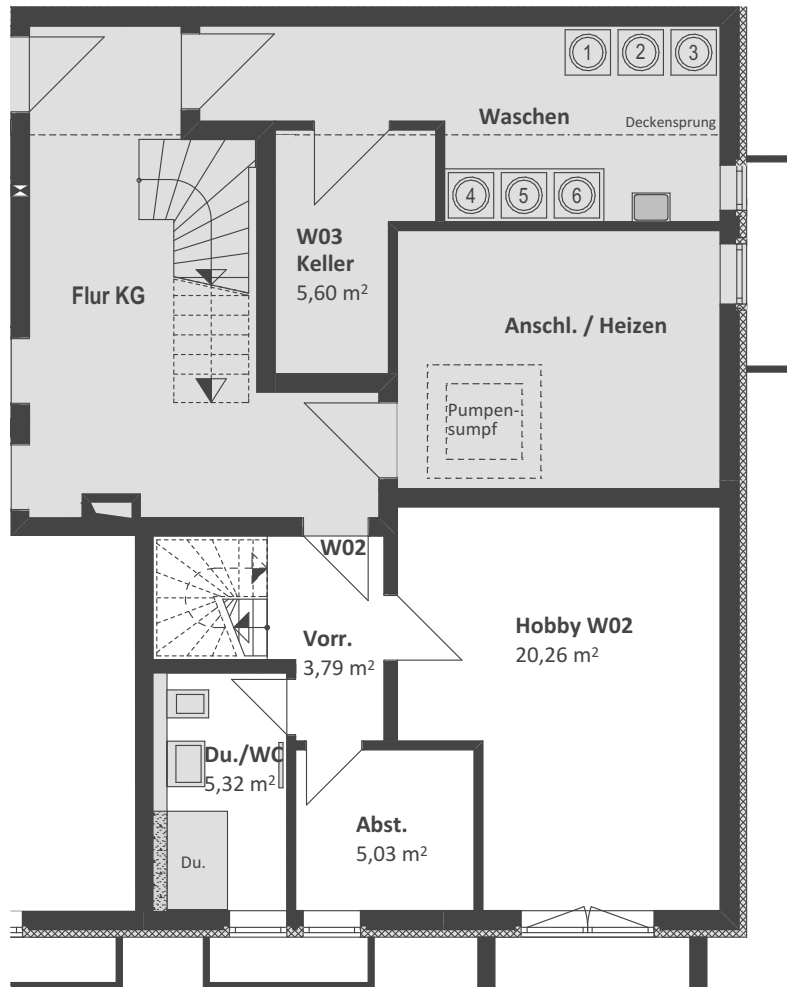 1 2 3
Waschen
Deckensprung
4 5 6
W03
Keller
5,60 m²
Flur KG
Anschl. / Heizen
Pumpen-
sumpf
W02
Hobby W02
20,26 m²
Vorr.
3,79 m²
Du./WC
5,32 m²
Abst.
5,03 m²
Du.